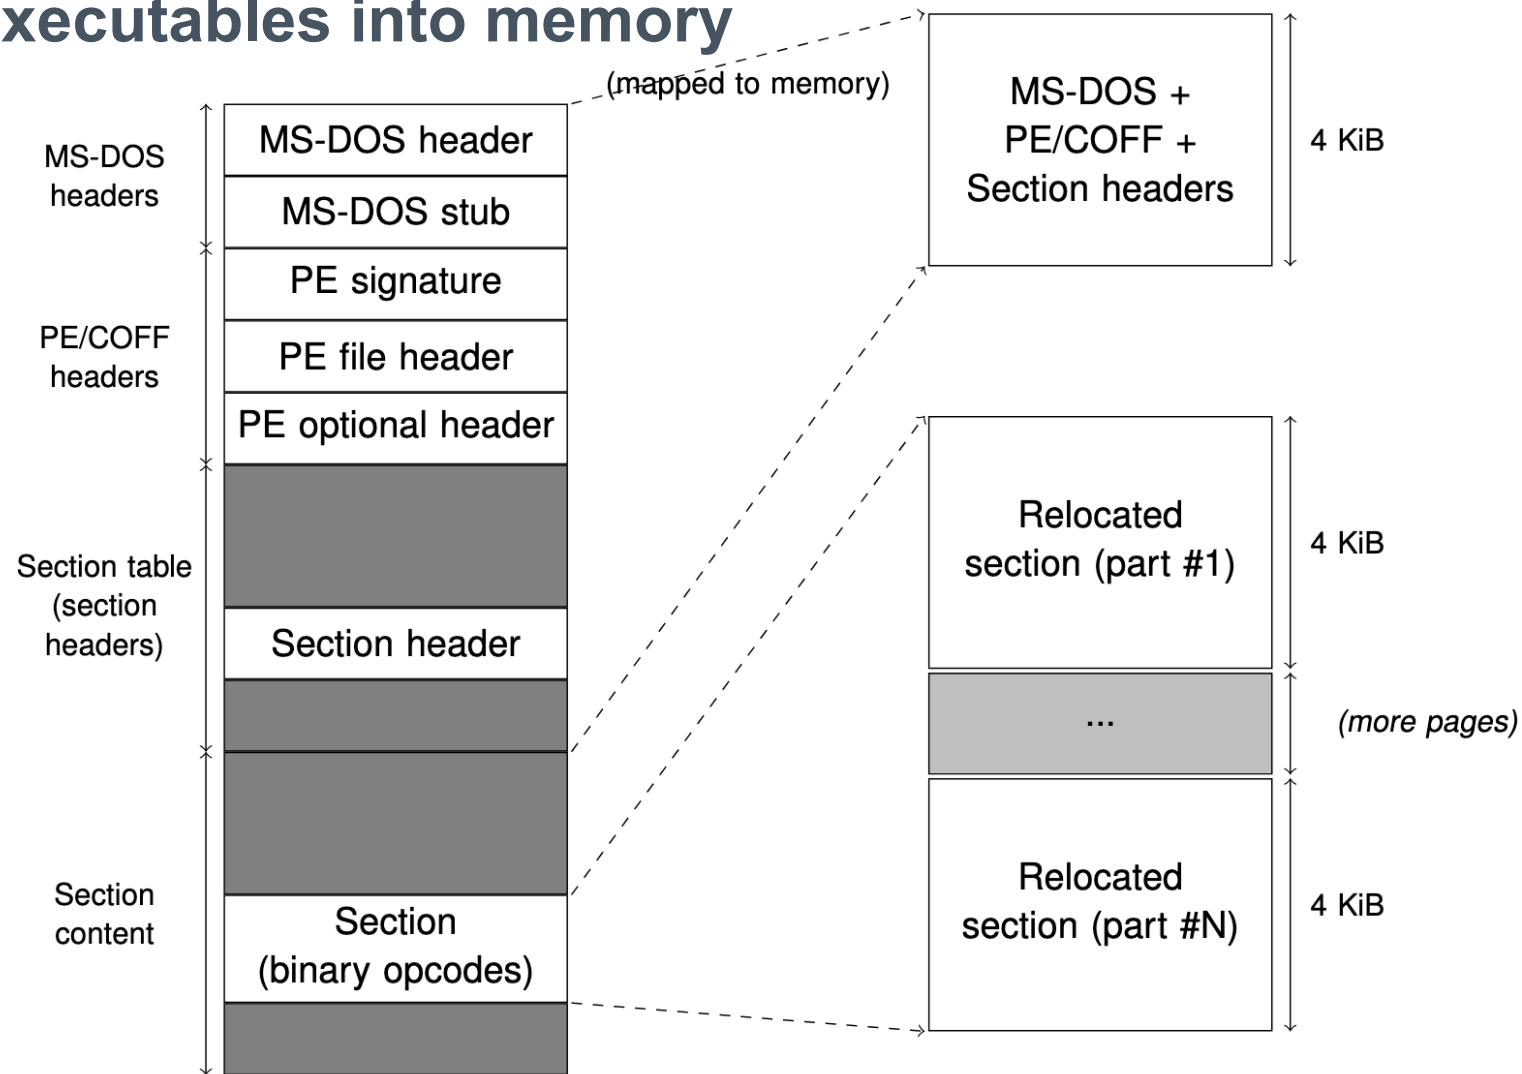 xecutables into memory
(mapped to memory)
MS-DOS
headers
MS-DOS header
MS-DOS stub
PE/COFF
headers
PE signature
PE file header
PE optional header
Section table
(section
headers)
Section header
Section
content
Section
(binary opcodes)
MS-DOS +
PE/COFF +
Section headers
4 KiB
Relocated
section (part #1)
4 KiB
...
(more pages)
Relocated
section (part #N)
4 KiB